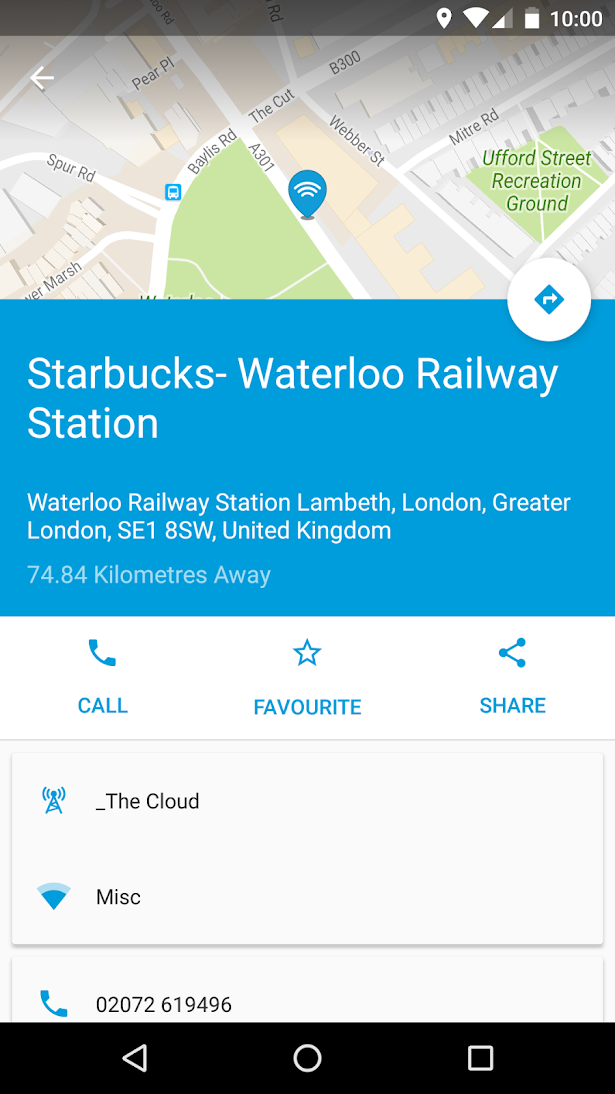 10:00
Pear Pl
B300
The Cut
Baylis Rd
A301
Webber St
Mitre Rd
Spur Rd
Ufford Street
Recreation
Ground
Marsh
Starbucks- Waterloo Railway
Station
Waterloo Railway Station Lambeth, London, Greater
London, SE1 8SW, United Kingdom
74.84 Kilometres Away
CALL
FAVOURITE
SHARE
_The Cloud
Misc
02072 619496